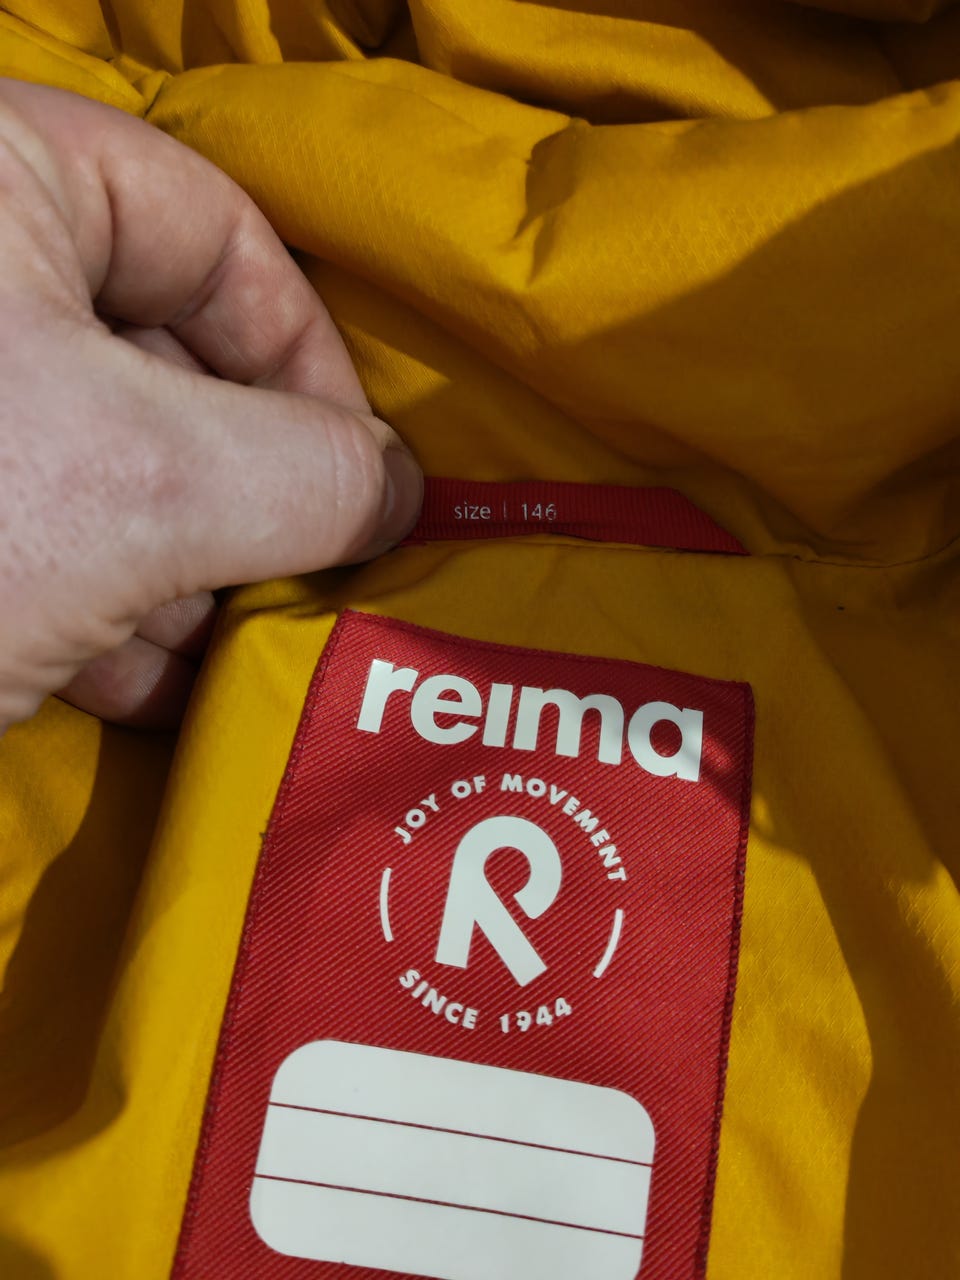 size | 146
reima
JOY OF MOVEMENT
R
SINCE 1944